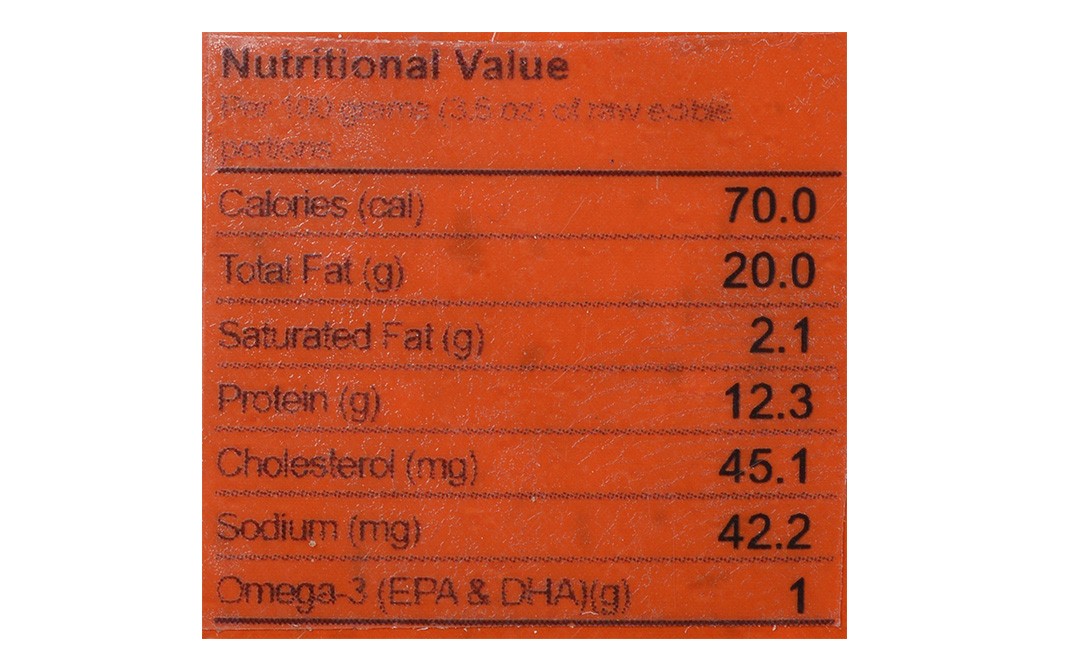 Nutritional Value
Per 100 grams (3.5 oz) of raw edible
portions
Calories (cal) 70.0
Total Fat (g) 20.0
Saturated Fat (g) 2.1
Protein (g) 12.3
Cholesterol (mg) 45.1
Sodium (mg) 42.2
Omega-3 (EPA & DHA)(g) 1